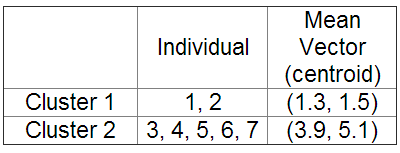 Individual
Mean
Vector
(centroid)
Cluster 1
1, 2
(1.3, 1.5)
Cluster 2
3, 4, 5, 6, 7
(3.9, 5.1)